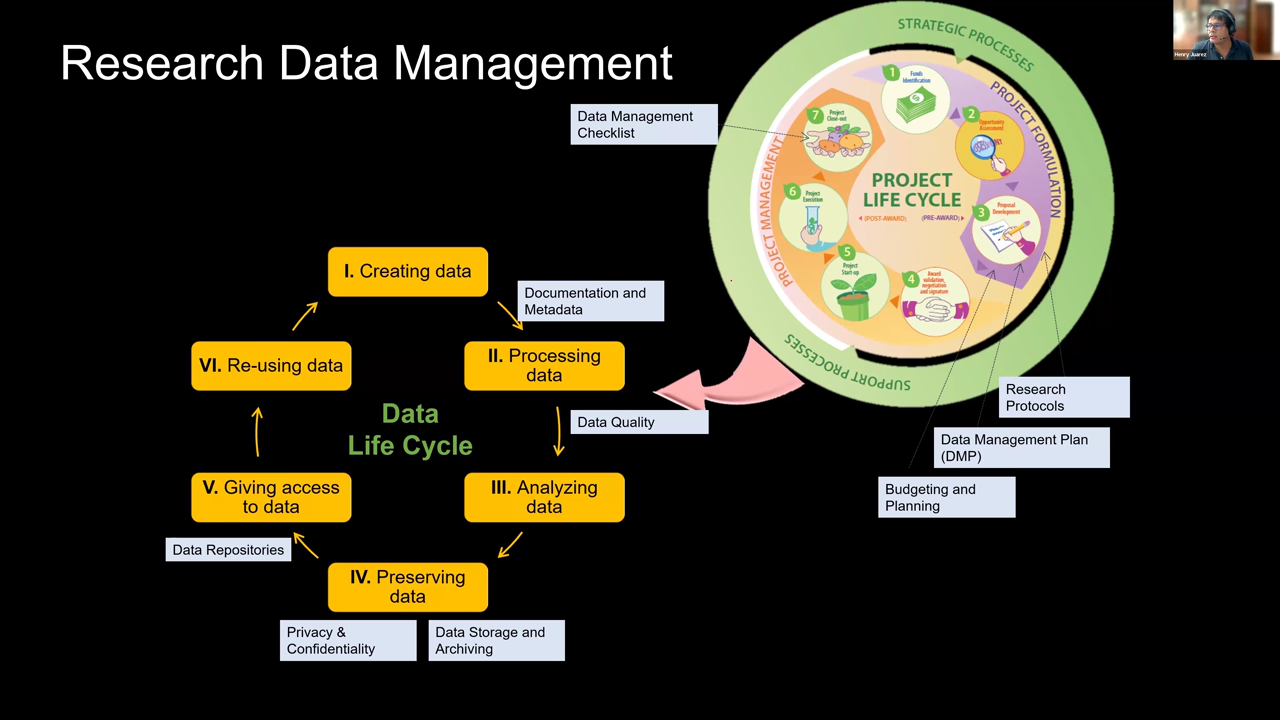 Research Data Management
Henry Juarez
STRATEGIC PROCESSES
PROJECT FORMULATION
PROJECT MANAGEMENT
SUPPORT PROCESSES
1
Funds
Identification
2
Opportunity
Assessment
3
Proposal
Development
4
Award
validation,
negotiation
and signature
5
Project
Start-up
6
Project
Execution
7
Project
Close-out
PROJECT
LIFE CYCLE
(POST-AWARD)
(PRE-AWARD)
Data Management
Checklist
Research
Protocols
Data Management Plan
(DMP)
Budgeting and
Planning
I. Creating data
Documentation and
Metadata
II. Processing
data
Data Quality
III. Analyzing
data
IV. Preserving
data
Privacy &
Confidentiality
Data Storage and
Archiving
V. Giving access
to data
Data Repositories
VI. Re-using data
Data
Life Cycle